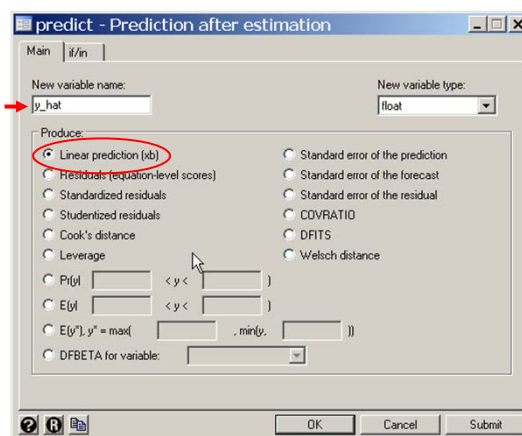 predict - Prediction after estimation
Main if/in
New variable name: New variable type:
y_hat float
Produce:
Linear prediction (xb) Standard error of the prediction
Residuals (equation-level scores) Standard error of the forecast
Standardized residuals Standard error of the residual
Studentized residuals COVRATIO
Cook's distance DFITS
Leverage Welsch distance
Pr(y| < y < )
E(y| < y < )
E(y*), y* = max( , min(y, ))
DFBETA for variable:
? R OK Cancel Submit